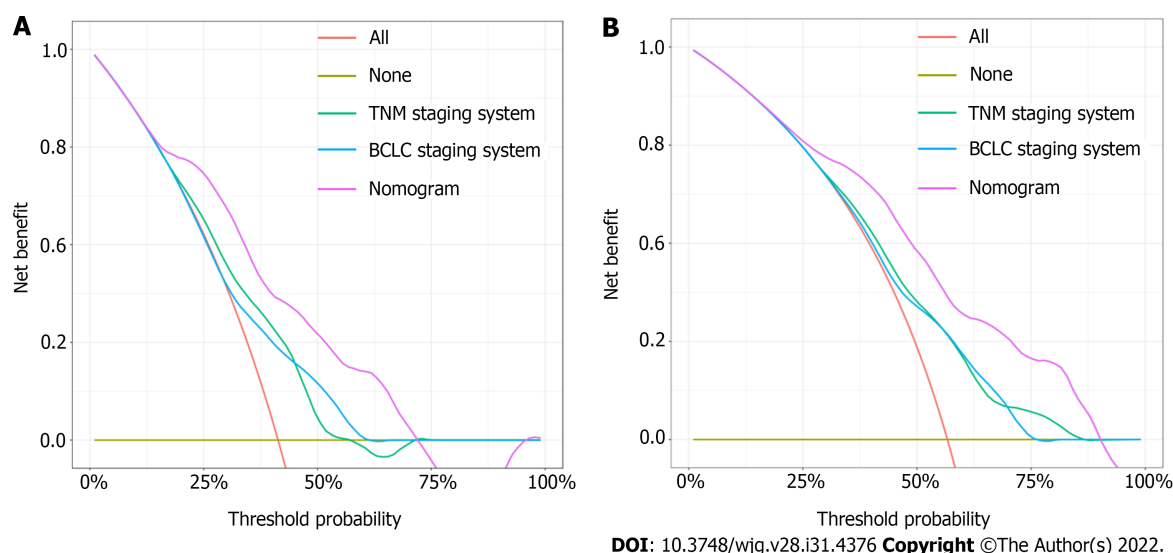 A
All
None
TNM staging system
BCLC staging system
Nomogram
Net benefit
1.0
0.8
0.6
0.4
0.2
0.0
0%
25%
50%
75%
100%
Threshold probability
B
All
None
TNM staging system
BCLC staging system
Nomogram
Net benefit
1.0
0.8
0.6
0.2
0.2
0.0
0%
25%
50%
75%
100%
Threshold probability
DOI: 10.3748/wjg.v28.i31.4376 Copyright ©The Author(s) 2022.